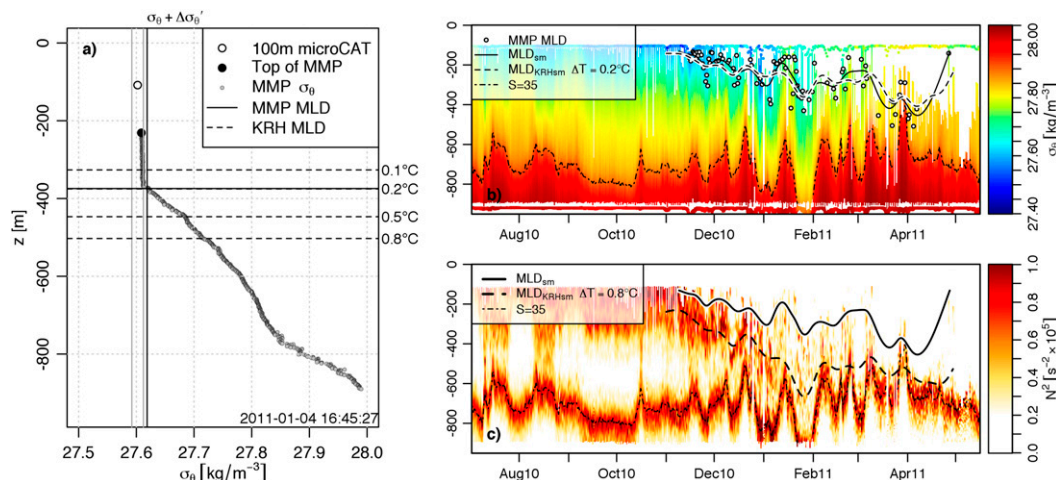 σθ + Δσθ′
a)
100m microCAT
Top of MMP
MMP σθ
MMP MLD
KRH MLD
0.1°C
0.2°C
0.5°C
0.8°C
2011-01-04 16:45:27
0
-200
-400
-600
-800
z [m]
27.5
27.6
27.7
27.8
27.9
28.0
σθ [kg/m⁻³]
MMP MLD
MLDsm
MLDKRHsm ΔT = 0.2°C
S=35
b)
0
200
400
600
-800
Aug10
Oct10
Dec10
Feb11
Apr11
27.40
27.60
27.80
28.00
σθ [kg/m⁻³]
MLDsm
MLDKRHsm ΔT = 0.8°C
S=35
c)
0
-200
400
600
-800
Aug10
Oct10
Dec10
Feb11
Apr11
0.0
0.2
0.4
0.6
0.8
1.0
N² [s⁻² × 10⁵]